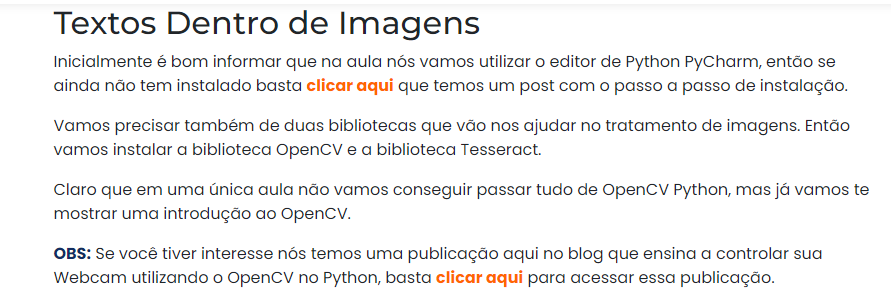 Textos Dentro de Imagens
Inicialmente é bom informar que na aula nós vamos utilizar o editor de Python PyCharm, então se
ainda não tem instalado basta clicar aqui que temos um post com o passo a passo de instalação.
Vamos precisar também de duas bibliotecas que vão nos ajudar no tratamento de imagens. Então
vamos instalar a biblioteca OpenCV e a biblioteca Tesseract.
Claro que em uma única aula não vamos conseguir passar tudo de OpenCV Python, mas já vamos te
mostrar uma introdução ao OpenCV.
OBS: Se você tiver interesse nós temos uma publicação aqui no blog que ensina a controlar sua
Webcam utilizando o OpenCV no Python, basta clicar aqui para acessar essa publicação.